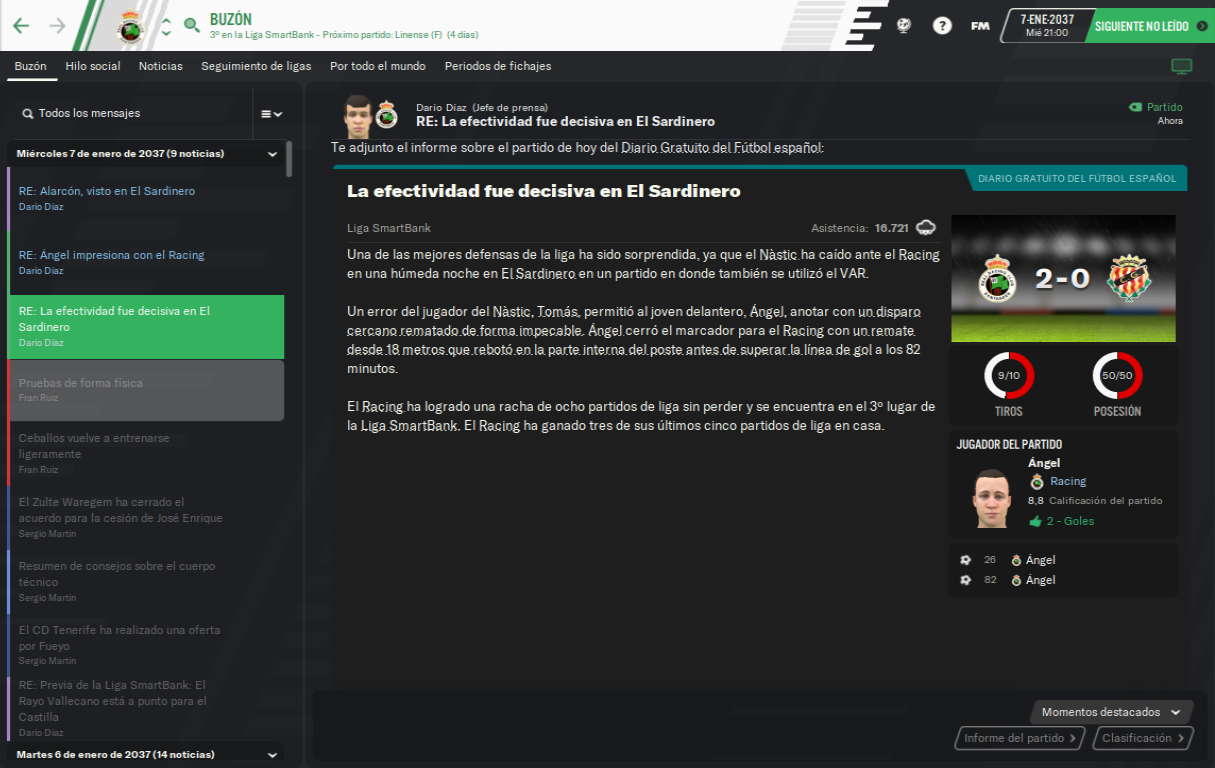 BUZÓN
3º en la Liga SmartBank - Próximo partido: Linense (F) (4 días)
FM
7-ENE-2037
Mié 21:00
SIGUIENTE NO LEÍDO
Buzón Hilo social Noticias Seguimiento de ligas Por todo el mundo Periodos de fichajes
Todos los mensajes
Miércoles 7 de enero de 2037 (9 noticias)
RE: Alarcón, visto en El Sardinero
Darío Díaz
RE: Ángel impresiona con el Racing
Darío Díaz
RE: La efectividad fue decisiva en El
Sardinero
Darío Díaz
Pruebas de forma física
Fran Ruiz
Ceballos vuelve a entrenarse
ligeramente
Fran Ruiz
El Zulte Waregem ha cerrado el
acuerdo para la cesión de José Enrique
Sergio Martín
Resumen de consejos sobre el cuerpo
técnico
Sergio Martín
El CD Tenerife ha realizado una oferta
por Fueyo
Sergio Martín
RE: Previa de la Liga SmartBank: El
Rayo Vallecano está a punto para el
Castilla
Darío Díaz
Martes 6 de enero de 2037 (14 noticias)
Darío Díaz (Jefe de prensa)
RE: La efectividad fue decisiva en El Sardinero
Partido
Ahora
Te adjunto el informe sobre el partido de hoy del Diario Gratuito del Fútbol español:
La efectividad fue decisiva en El Sardinero
DIARIO GRATUITO DEL FÚTBOL ESPAÑOL
Liga SmartBank
Asistencia: 16.721
Una de las mejores defensas de la liga ha sido sorprendida, ya que el Nàstic ha caído ante el Racing
en una húmeda noche en El Sardinero en un partido en donde también se utilizó el VAR.
Un error del jugador del Nàstic, Tomás, permitió al joven delantero, Ángel, anotar con un disparo
cercano rematado de forma impecable. Ángel cerró el marcador para el Racing con un remate
desde 18 metros que rebotó en la parte interna del poste antes de superar la línea de gol a los 82
minutos.
El Racing ha logrado una racha de ocho partidos de liga sin perder y se encuentra en el 3º lugar de
la Liga SmartBank. El Racing ha ganado tres de sus últimos cinco partidos de liga en casa.
2-0
9/10
50/50
TIROS
POSESIÓN
JUGADOR DEL PARTIDO
Ángel
Racing
8,8 Calificación del partido
2 - Goles
26 Ángel
82 Ángel
Momentos destacados
Informe del partido
Clasificación